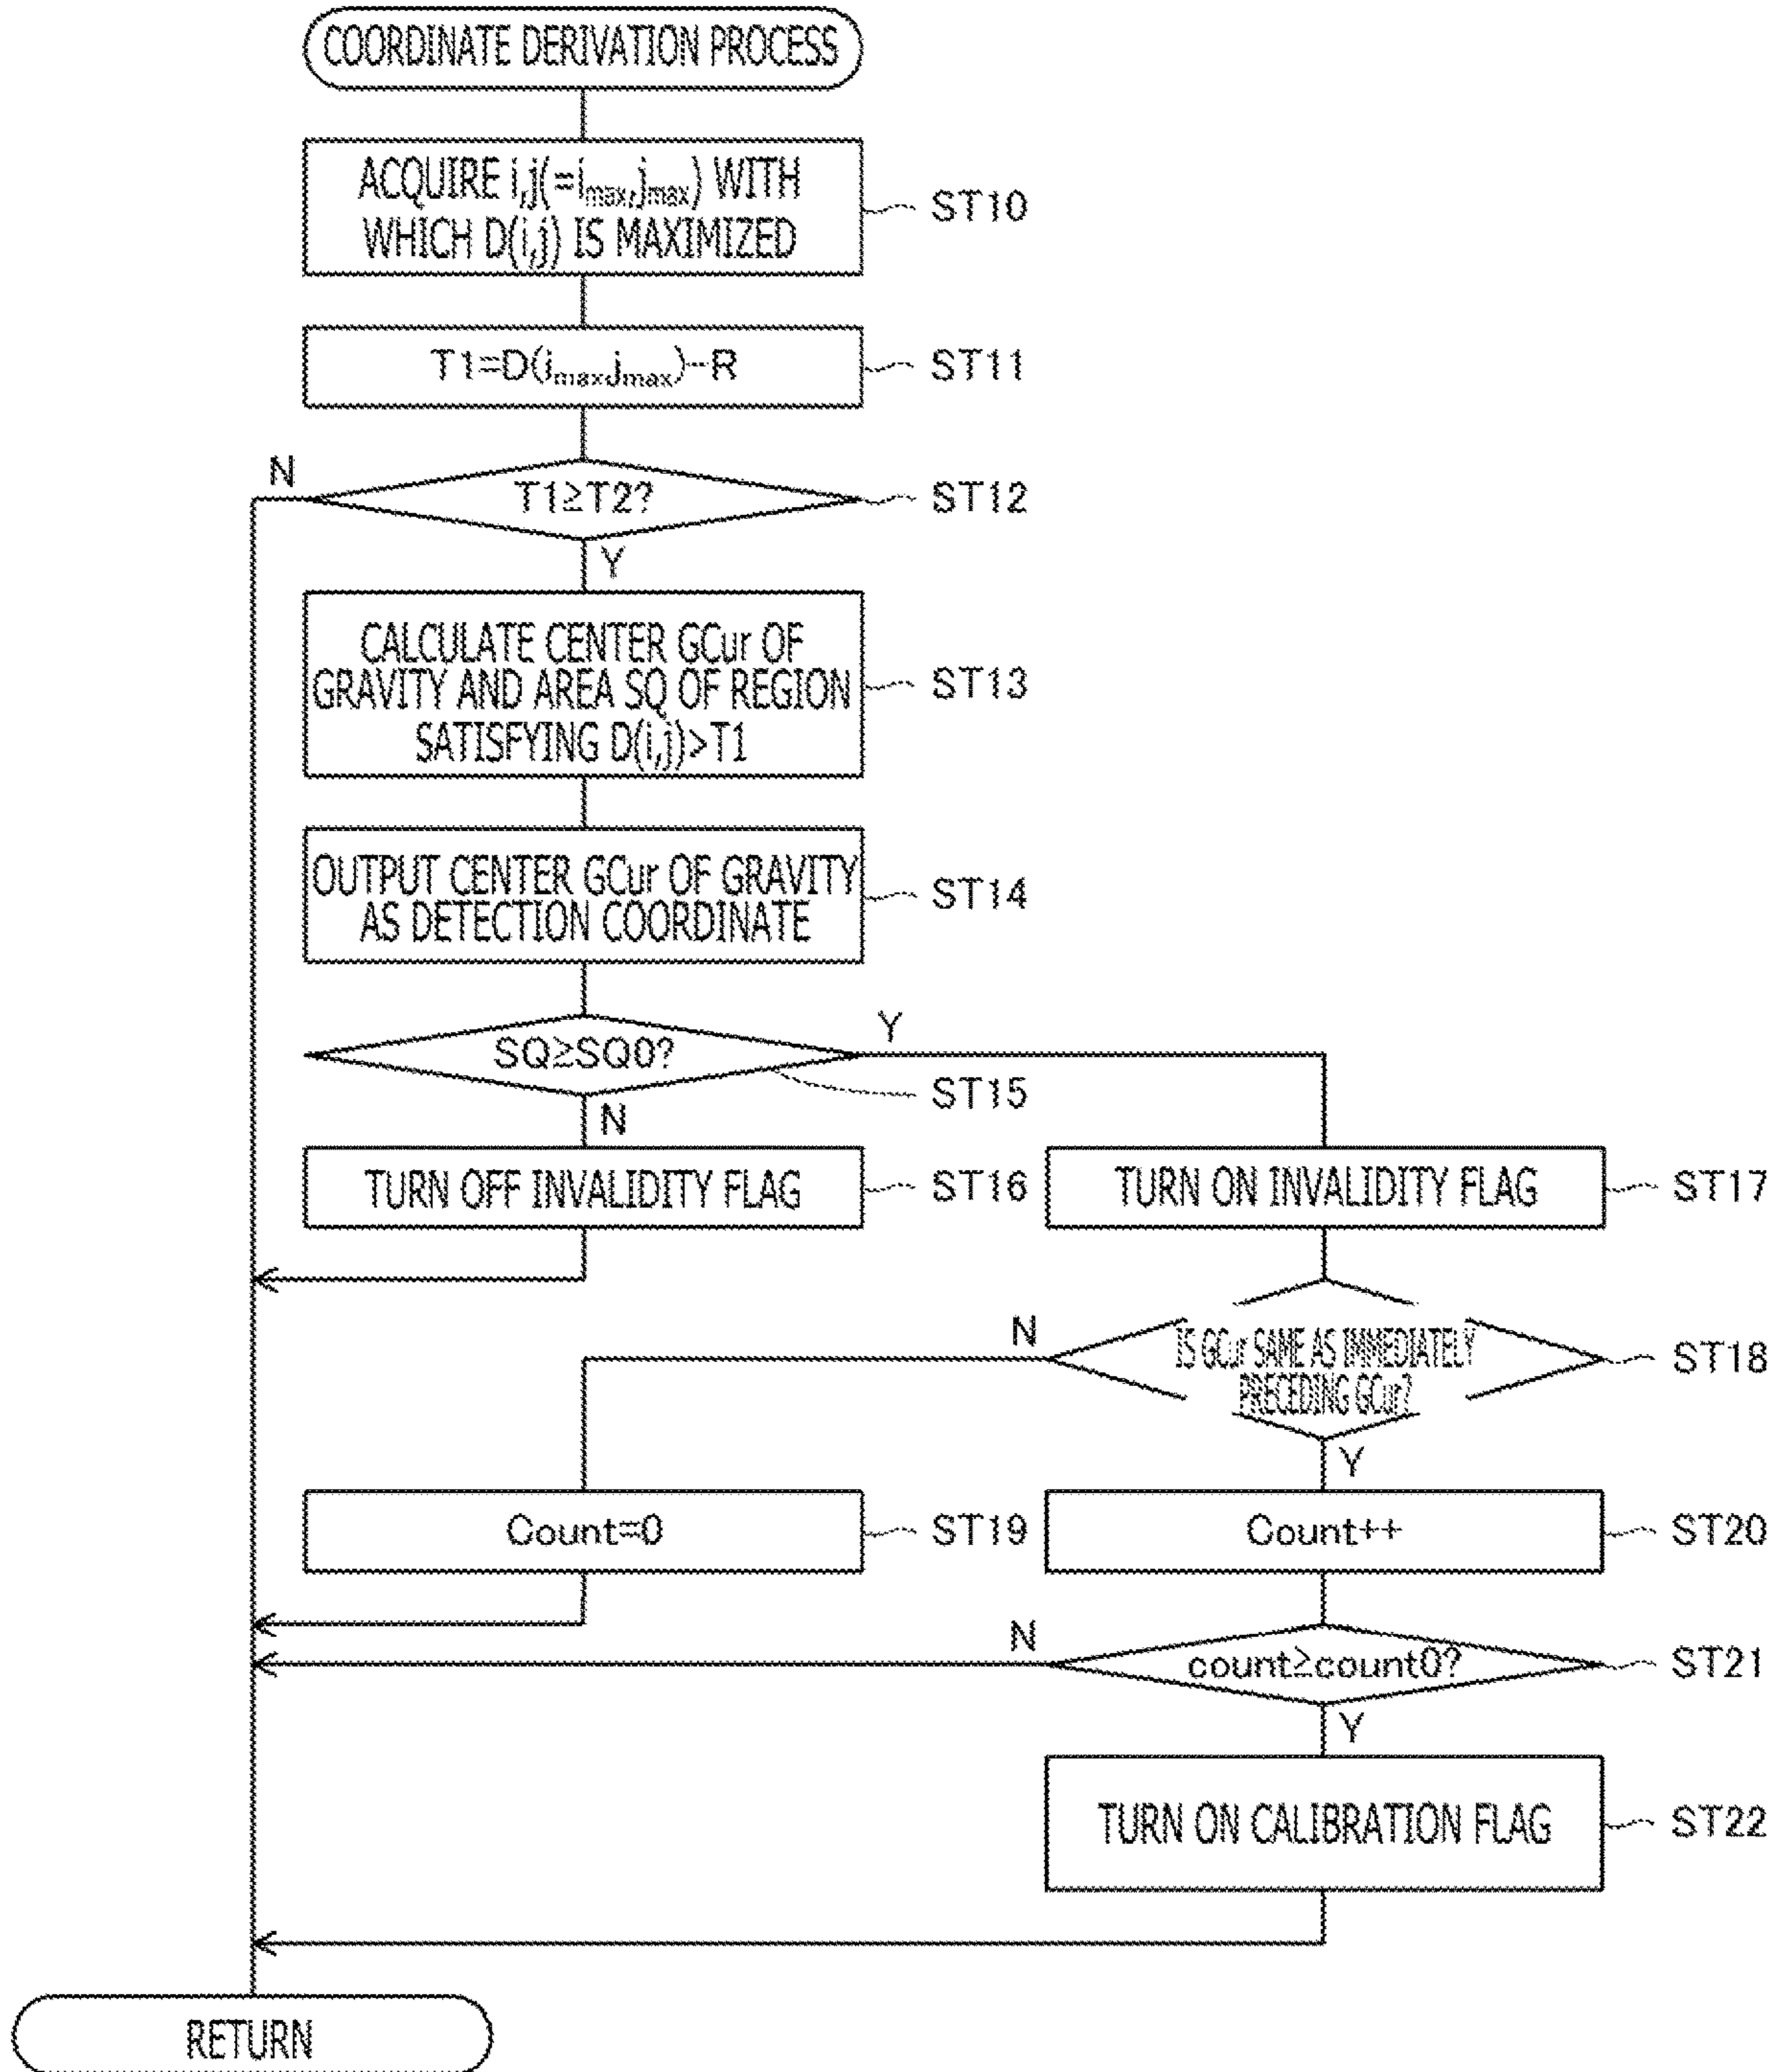 COORDINATE DERIVATION PROCESS
ACQUIRE i,j(=imax,jmax) WITH
WHICH D(i,j) IS MAXIMIZED
ST10
T1=D(imax,jmax)-R
ST11
N
T1≥T2?
ST12
Y
CALCULATE CENTER GCur OF
GRAVITY AND AREA SQ OF REGION
SATISFYING D(i,j)>T1
ST13
OUTPUT CENTER GCur OF GRAVITY
AS DETECTION COORDINATE
ST14
SQ≥SQ0?
Y
ST15
N
TURN OFF INVALIDITY FLAG
ST16
TURN ON INVALIDITY FLAG
ST17
N
IS GCur SAME AS IMMEDIATELY
PRECEDING GCur?
ST18
Y
Count=0
ST19
Count++
ST20
N
count≥count0?
ST21
Y
TURN ON CALIBRATION FLAG
ST22
RETURN